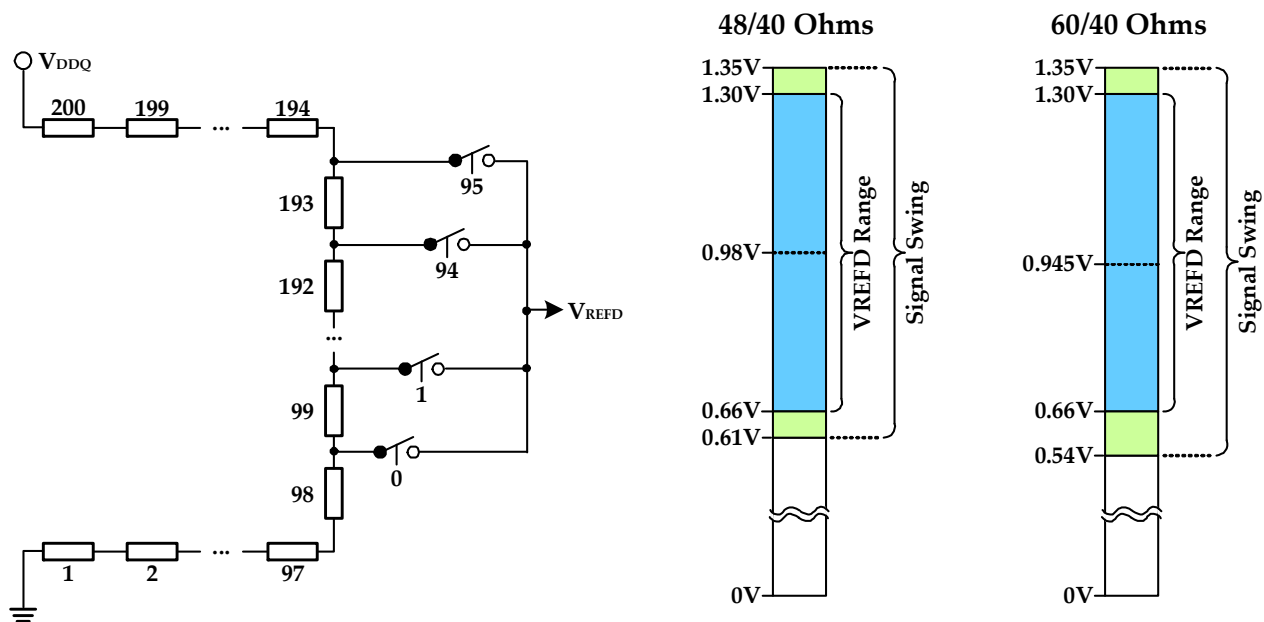 48/40 Ohms
60/40 Ohms
VDDQ
200
199
...
194
95
193
94
192
VREFD
...
1
99
0
98
1
2
...
97
1.35V
1.30V
0.98V
0.66V
0.61V
0V
VREFD Range
Signal Swing
1.35V
1.30V
0.945V
0.66V
0.54V
0V
VREFD Range
Signal Swing